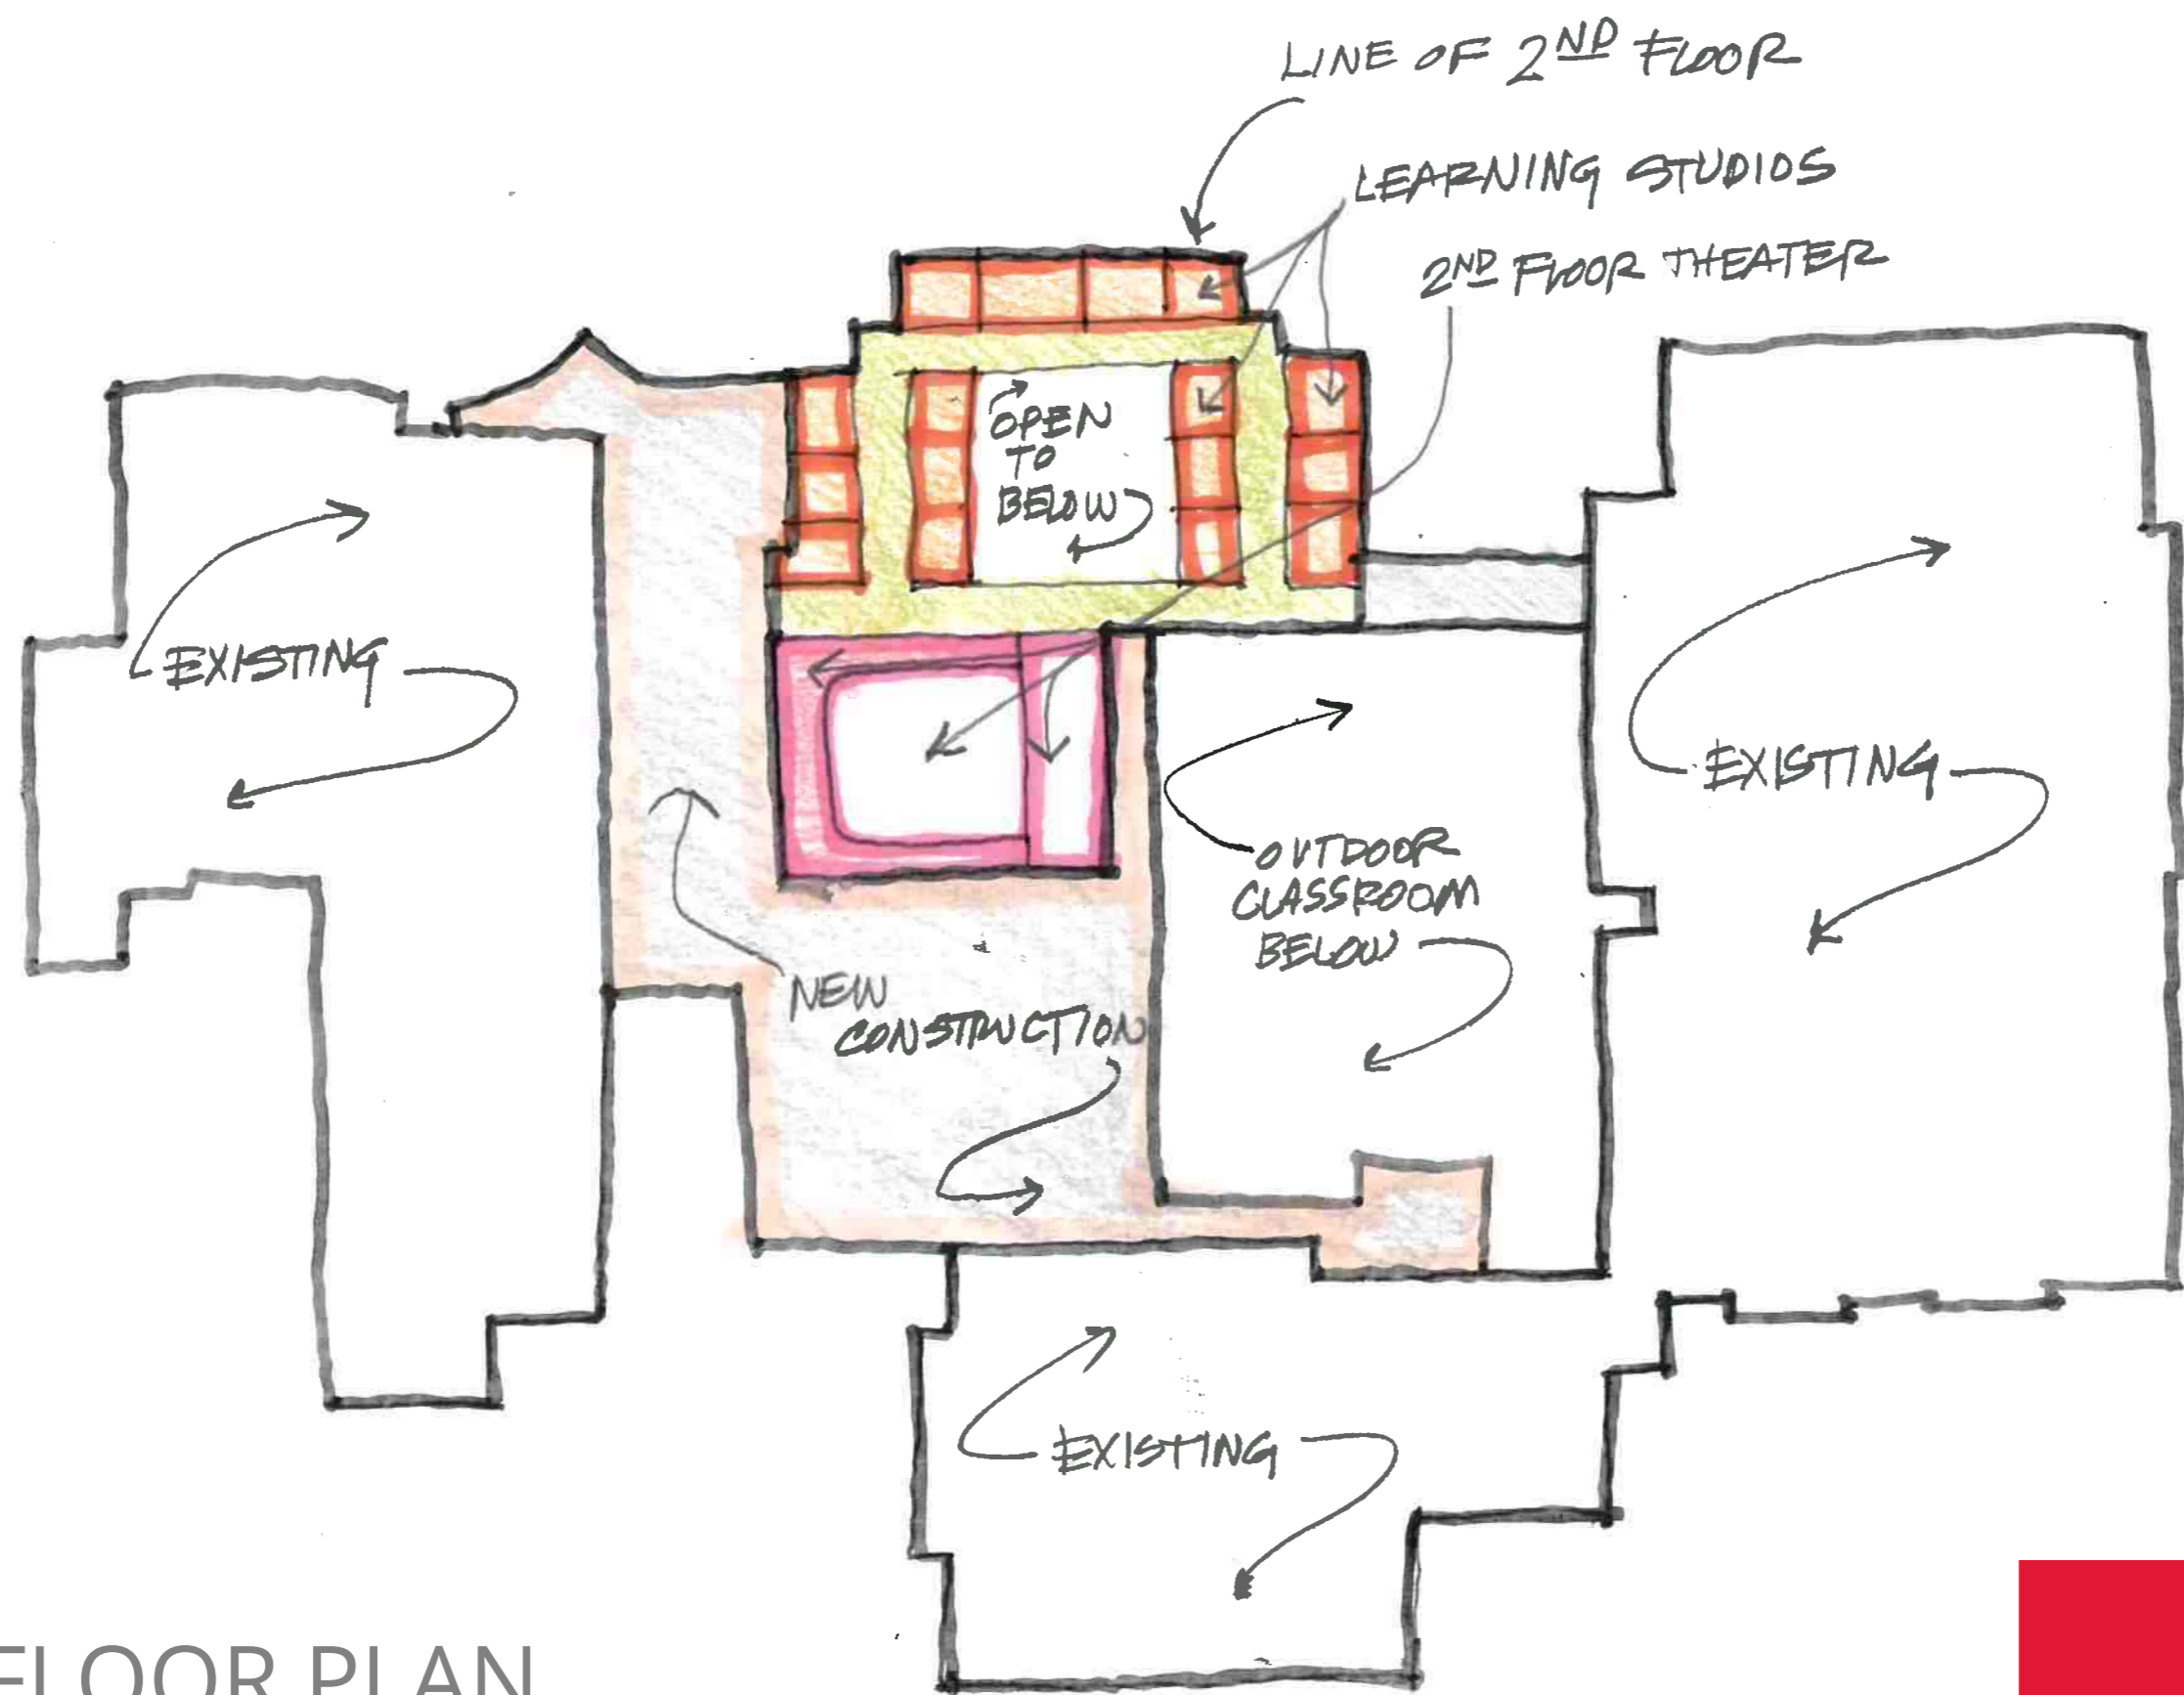 LINE OF 2ND FLOOR
LEARNING STUDIOS
2ND FLOOR THEATER
OPEN
TO
BELOW
EXISTING
EXISTING
OUTDOOR
CLASSROOM
BELOW
NEW
CONSTRUCTION
EXISTING
FLOOR PLAN